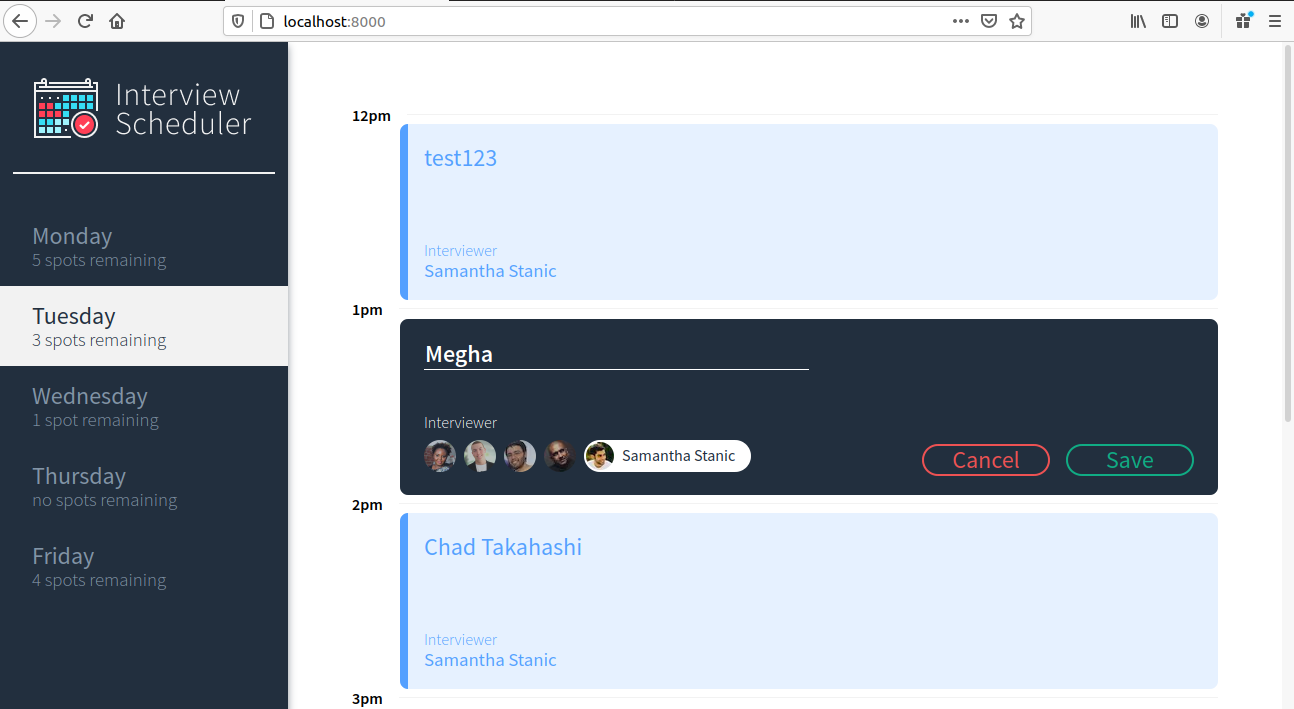 localhost:8000
Interview
Scheduler
Monday
5 spots remaining
Tuesday
3 spots remaining
Wednesday
1 spot remaining
Thursday
no spots remaining
Friday
4 spots remaining
12pm
test123
Interviewer
Samantha Stanic
1pm
Megha
Interviewer
Samantha Stanic
Cancel
Save
2pm
Chad Takahashi
Interviewer
Samantha Stanic
3pm